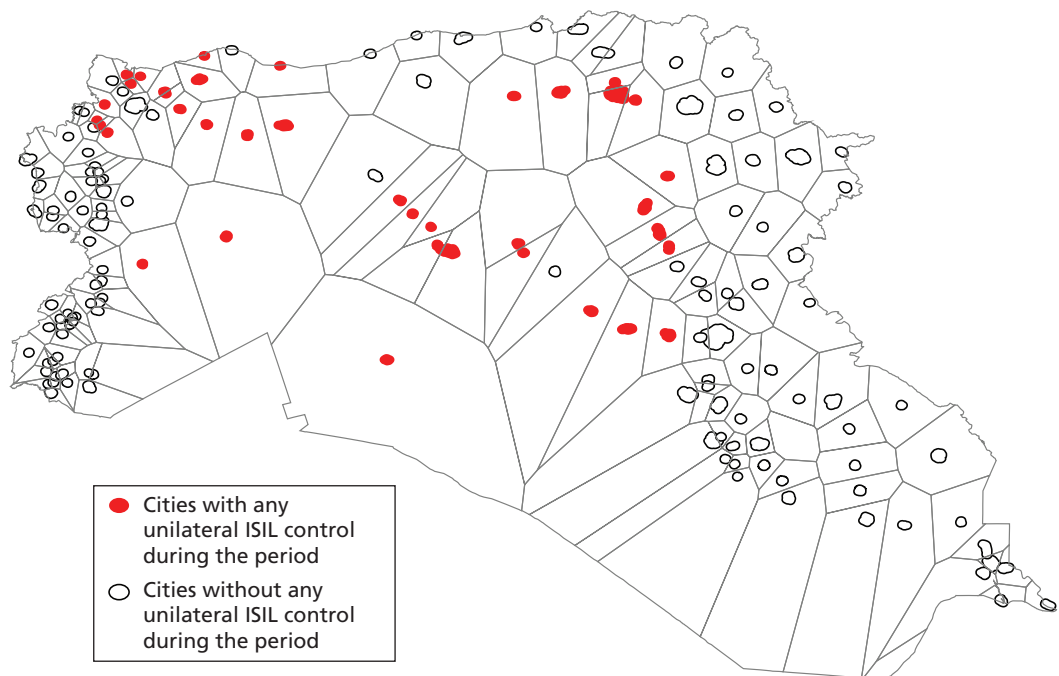 Cities with any
unilateral ISIL control
during the period
Cities without any
unilateral ISIL control
during the period